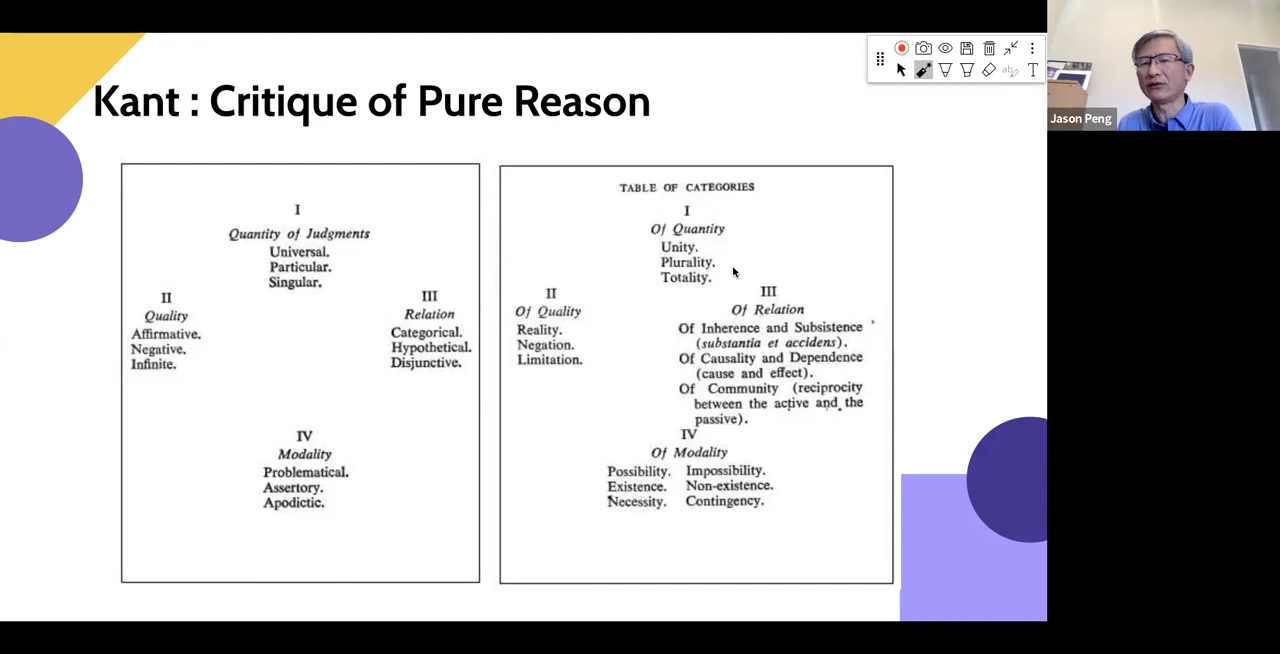 Kant : Critique of Pure Reason
I
Quantity of Judgments
Universal.
Particular.
Singular.
II
Quality
Affirmative.
Negative.
Infinite.
III
Relation
Categorical.
Hypothetical.
Disjunctive.
IV
Modality
Problematical.
Assertory.
Apodictic.
TABLE OF CATEGORIES
I
Of Quantity
Unity.
Plurality.
Totality.
II
Of Quality
Reality.
Negation.
Limitation.
III
Of Relation
Of Inherence and Subsistence
(substantia et accidens).
Of Causality and Dependence
(cause and effect).
Of Community (reciprocity
between the active and the
passive).
IV
Of Modality
Possibility. Impossibility.
Existence. Non-existence.
Necessity. Contingency.
ab
T
Jason Peng